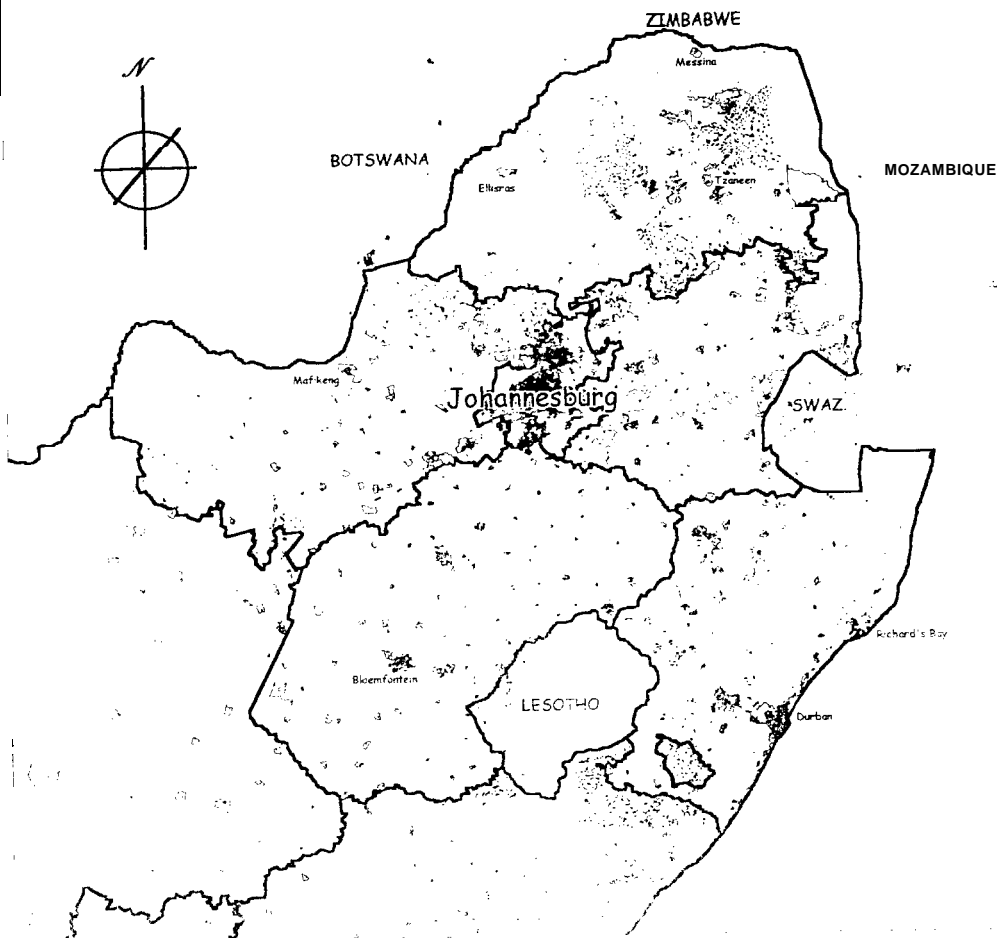 ZIMBABWE
Messina
N
BOTSWANA
MOZAMBIQUE
Ellisras
Tzaneen
Mafikeng
Johannesburg
SWAZ.
Richard's Bay
Bloemfontein
LESOTHO
Durban